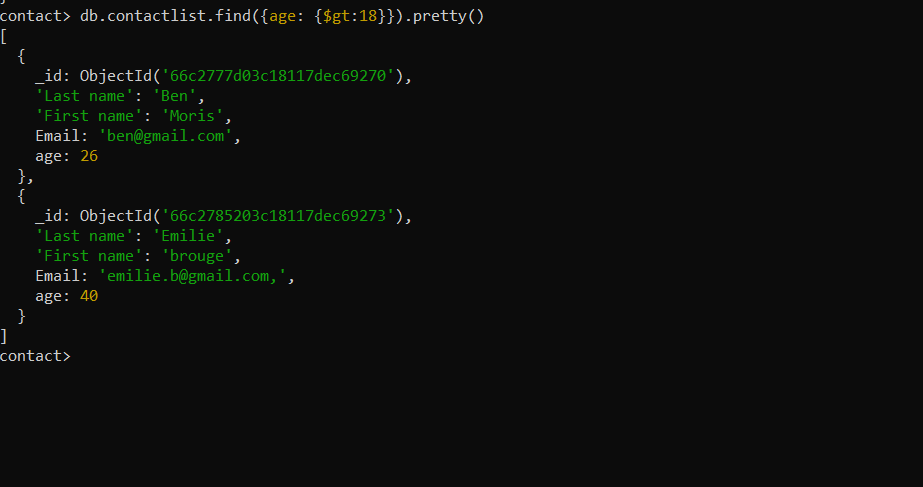 contact> db.contactlist.find({age: {$gt:18}}).pretty()
[
  {
    _id: ObjectId('66c2777d03c18117dec69270'),
    'Last name': 'Ben',
    'First name': 'Moris',
    Email: 'ben@gmail.com',
    age: 26
  },
  {
    _id: ObjectId('66c2785203c18117dec69273'),
    'Last name': 'Emilie',
    'First name': 'brouge',
    Email: 'emilie.b@gmail.com,',
    age: 40
  }
]
contact>